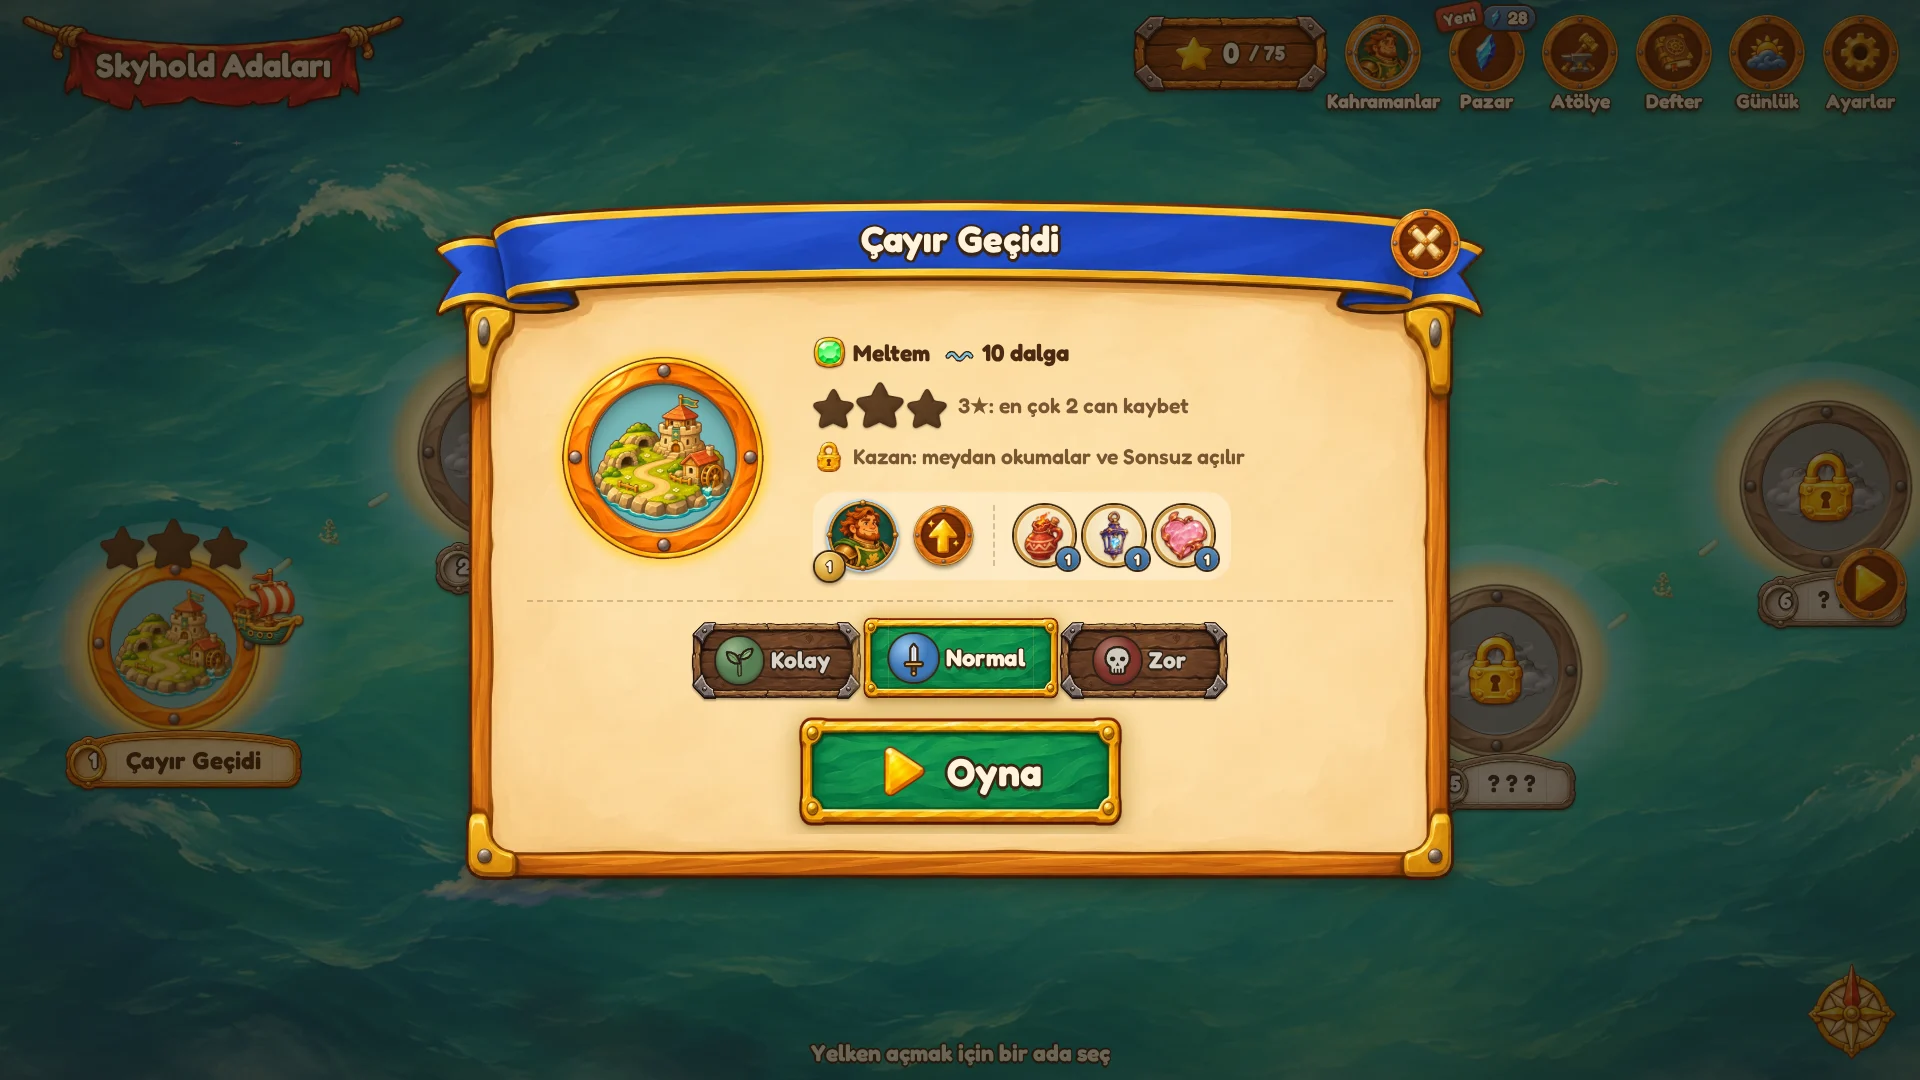 Skyhold Adaları
0 / 75
Yeni
28
Kahramanlar
Pazar
Atölye
Defter
Günlük
Ayarlar
Çayır Geçidi
Meltem 10 dalga
3★: en çok 2 can kaybet
Kazan: meydan okumalar ve Sonsuz açılır
1
1
1
1
Kolay
Normal
Zor
Oyna
1 Çayır Geçidi
2
5 ???
6 ?
Yelken açmak için bir ada seç